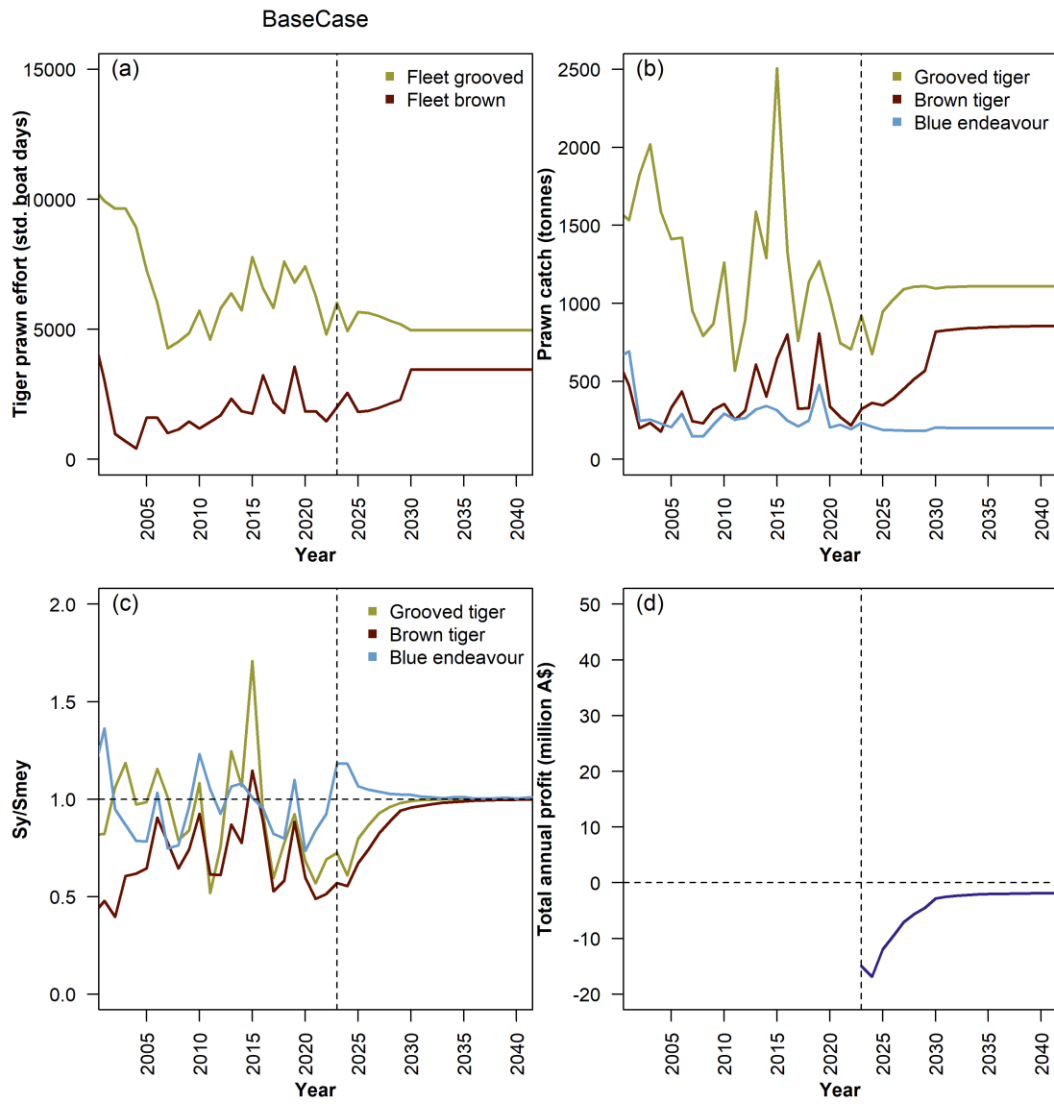 BaseCase
(a)
Fleet grooved
Fleet brown
Tiger prawn effort (std. boat days)
15000
10000
5000
0
2005
2010
2015
2020
2025
2030
2035
2040
Year
(b)
Grooved tiger
Brown tiger
Blue endeavour
Prawn catch (tonnes)
2500
2000
1500
1000
500
0
2005
2010
2015
2020
2025
2030
2035
2040
Year
(c)
Grooved tiger
Brown tiger
Blue endeavour
Sy/Smey
2.0
1.5
1.0
0.5
0.0
2005
2010
2015
2020
2025
2030
2035
2040
Year
(d)
Total annual profit (million A$)
50
40
30
20
10
0
-10
-20
2005
2010
2015
2020
2025
2030
2035
2040
Year